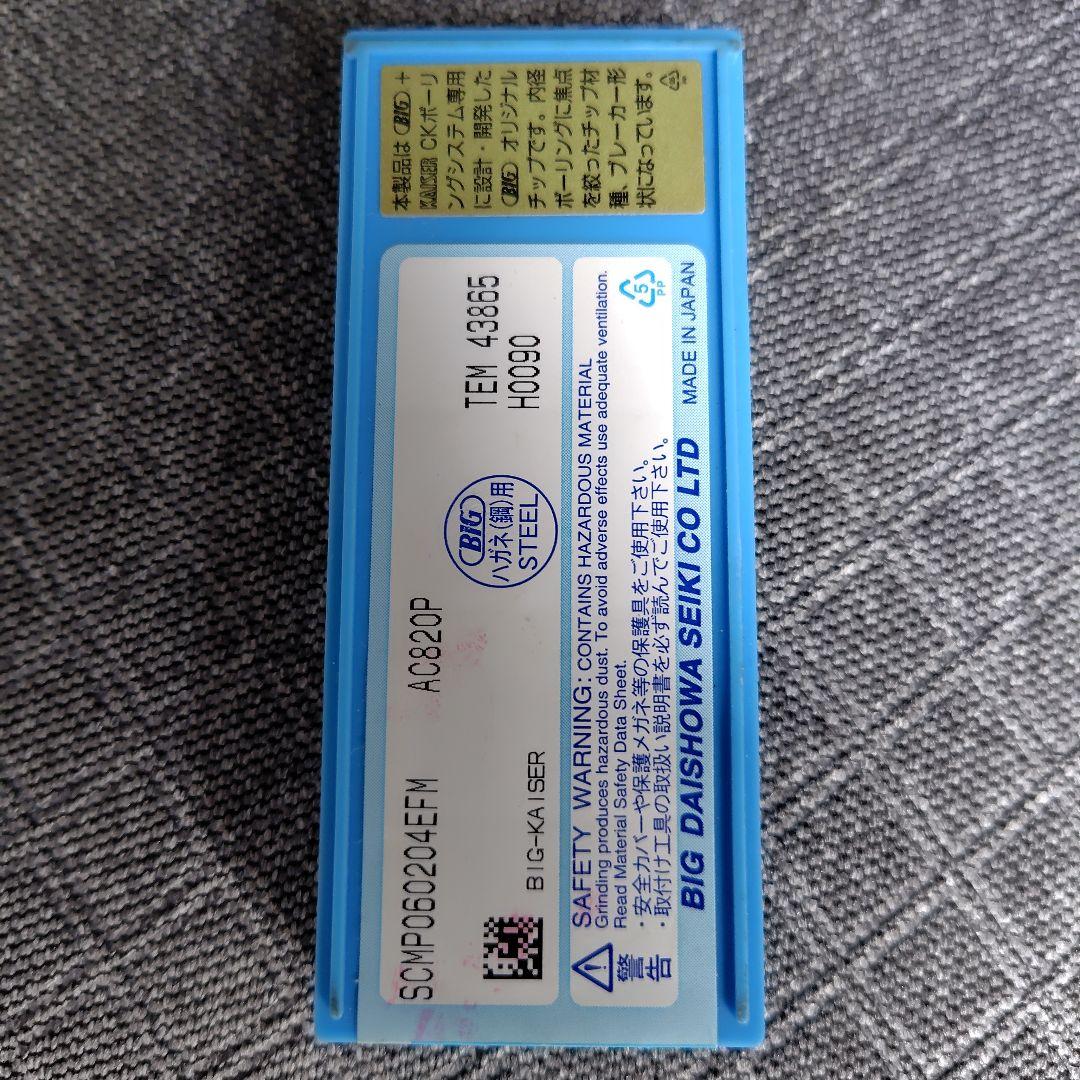 SCMP060204EFM AC820P
TEM 43865
H0090
BIG
ハガネ(鋼)用
STEEL
BIG-KAISER
SAFETY WARNING: CONTAINS HAZARDOUS MATERIAL
Grinding produces hazardous dust. To avoid adverse effects use adequate ventilation.
Read Material Safety Data Sheet.
警告
・安全カバーや保護メガネ等の保護具をご使用下さい。
・取付け工具の取扱い説明書を必ず読んでご使用下さい。
5
PP
BIG DAISHOWA SEIKI CO LTD
MADE IN JAPAN
本製品は BIG +
KAISER CKボーリ
ングシステム専用
に設計・開発した
BIG オリジナル
チップです。内径
ボーリングに焦点
を絞ったチップ材
種、ブレーカー形
状になっています。